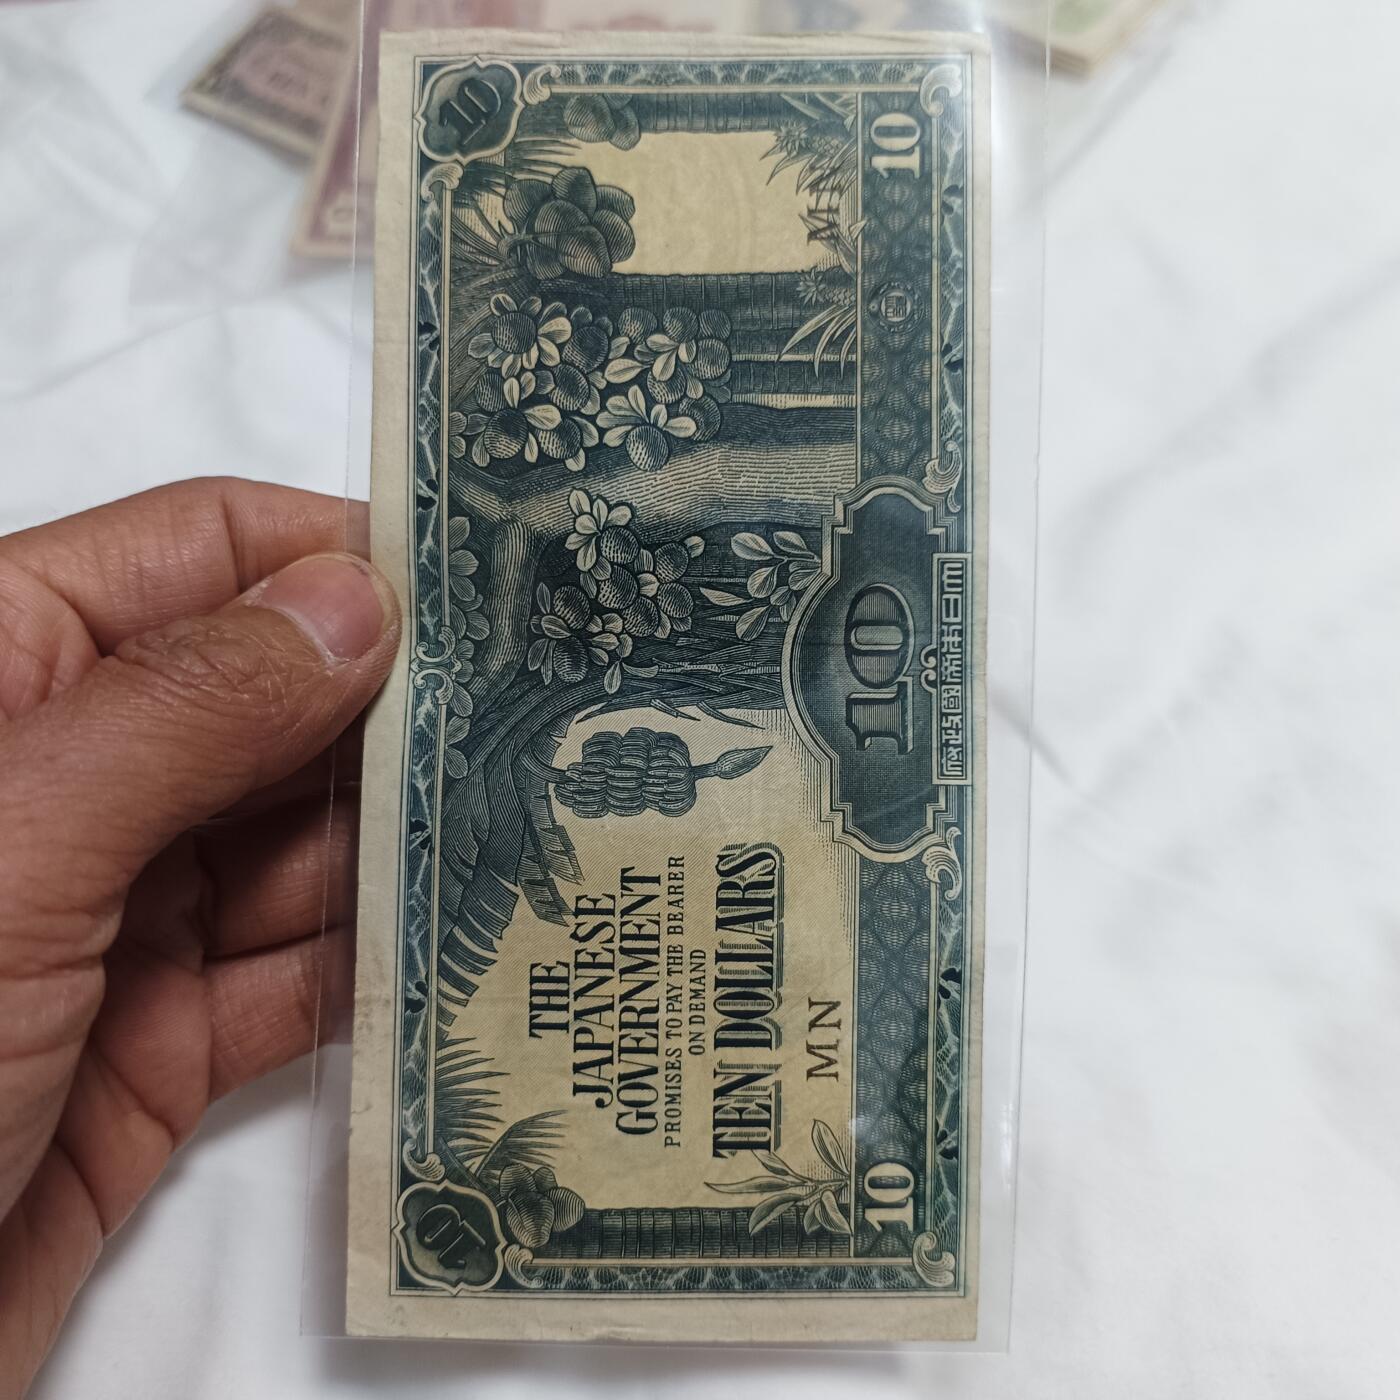 10
10
THE
JAPANESE
GOVERNMENT
PROMISES TO PAY THE BEARER
ON DEMAND
TEN DOLLARS
MN
MN
10
10
10
大日本帝國政府